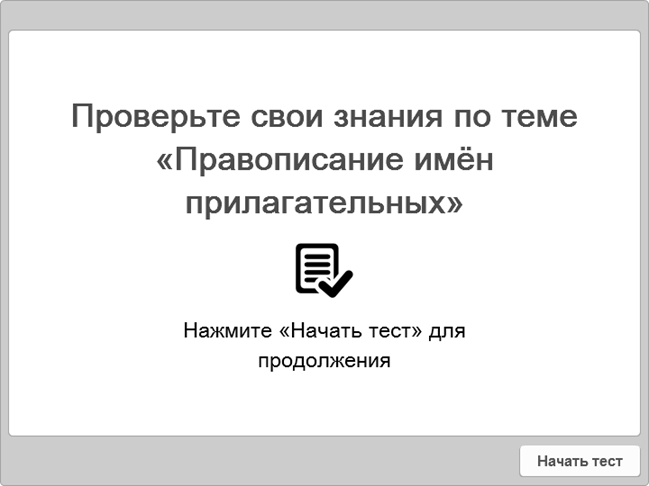 Проверьте свои знания по теме
«Правописание имён
прилагательных»
Нажмите «Начать тест» для
продолжения
Начать тест